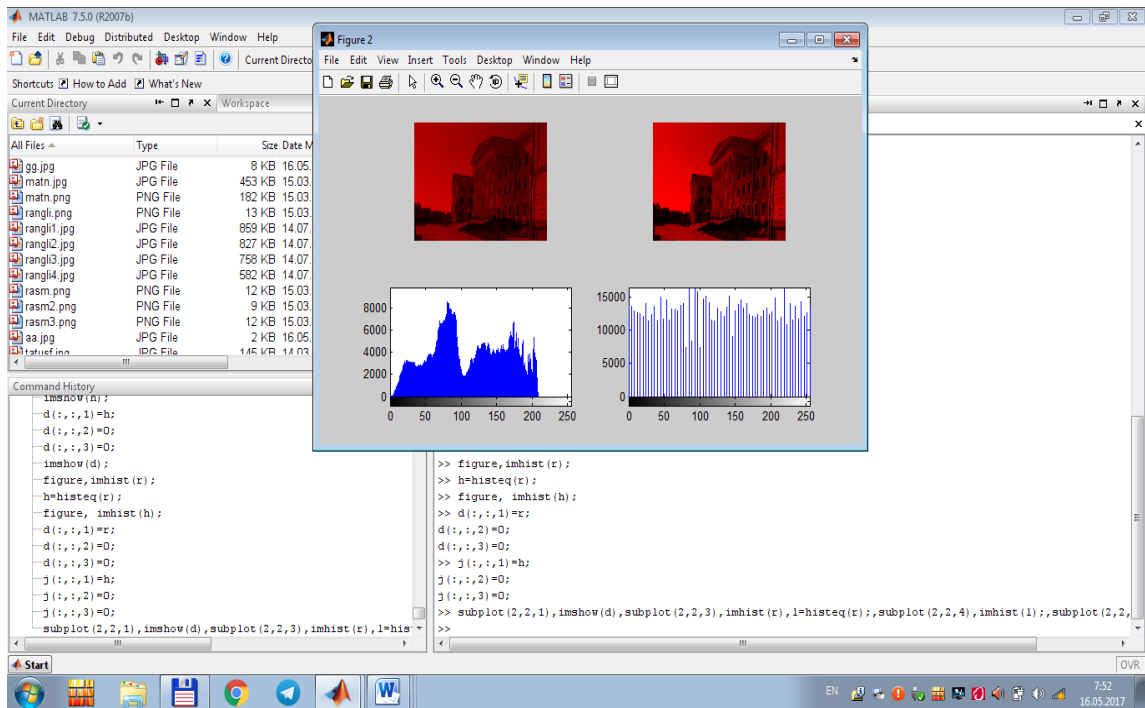 MATLAB 7.5.0 (R2007b)
File Edit Debug Distributed Desktop Window Help
Current Directo
Shortcuts How to Add What's New
Current Directory
Workspace
All Files Type Size Date M
gg.jpg JPG File 8 KB 16.05.
matn.jpg JPG File 453 KB 15.03.
matn.png PNG File 182 KB 15.03.
rangli.png PNG File 13 KB 15.03.
rangli1.jpg JPG File 859 KB 14.07.
rangli2.jpg JPG File 827 KB 14.07.
rangli3.jpg JPG File 758 KB 14.07.
rangli4.jpg JPG File 582 KB 14.07.
rasm.png PNG File 12 KB 15.03.
rasm2.png PNG File 9 KB 15.03.
rasm3.png PNG File 12 KB 15.03.
aa.jpg JPG File 2 KB 16.05.
JPG File 145 KB 14.03
Figure 2
File Edit View Insert Tools Desktop Window Help
8000
6000
4000
2000
0
0 50 100 150 200 250
15000
10000
5000
0
0 50 100 150 200 250
Command History
imshow(h);
d(:,:,1)=h;
d(:,:,2)=0;
d(:,:,3)=0;
imshow(d);
figure,imhist(r);
h=histeq(r);
figure, imhist(h);
d(:,:,1)=r;
d(:,:,2)=0;
d(:,:,3)=0;
j(:,:,1)=h;
j(:,:,2)=0;
j(:,:,3)=0;
subplot(2,2,1),imshow(d),subplot(2,2,3),imhist(r),l=his
>> figure,imhist(r);
>> h=histeq(r);
>> figure, imhist(h);
>> d(:,:,1)=r;
d(:,:,2)=0;
d(:,:,3)=0;
>> j(:,:,1)=h;
j(:,:,2)=0;
j(:,:,3)=0;
>> subplot(2,2,1),imshow(d),subplot(2,2,3),imhist(r),l=histeq(r);,subplot(2,2,4),imhist(l);,subplot(2,2,
>>
Start
OVR
EN
7:52
16.05.2017